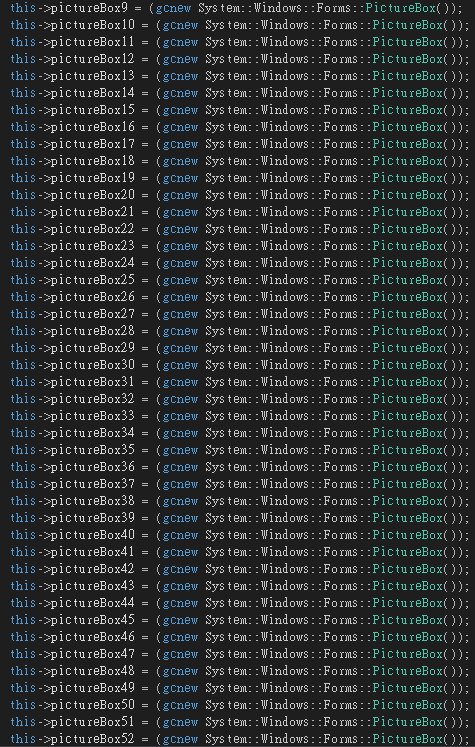 this->pictureBox9 = (gcnew System::Windows::Forms::PictureBox());
this->pictureBox10 = (gcnew System::Windows::Forms::PictureBox());
this->pictureBox11 = (gcnew System::Windows::Forms::PictureBox());
this->pictureBox12 = (gcnew System::Windows::Forms::PictureBox());
this->pictureBox13 = (gcnew System::Windows::Forms::PictureBox());
this->pictureBox14 = (gcnew System::Windows::Forms::PictureBox());
this->pictureBox15 = (gcnew System::Windows::Forms::PictureBox());
this->pictureBox16 = (gcnew System::Windows::Forms::PictureBox());
this->pictureBox17 = (gcnew System::Windows::Forms::PictureBox());
this->pictureBox18 = (gcnew System::Windows::Forms::PictureBox());
this->pictureBox19 = (gcnew System::Windows::Forms::PictureBox());
this->pictureBox20 = (gcnew System::Windows::Forms::PictureBox());
this->pictureBox21 = (gcnew System::Windows::Forms::PictureBox());
this->pictureBox22 = (gcnew System::Windows::Forms::PictureBox());
this->pictureBox23 = (gcnew System::Windows::Forms::PictureBox());
this->pictureBox24 = (gcnew System::Windows::Forms::PictureBox());
this->pictureBox25 = (gcnew System::Windows::Forms::PictureBox());
this->pictureBox26 = (gcnew System::Windows::Forms::PictureBox());
this->pictureBox27 = (gcnew System::Windows::Forms::PictureBox());
this->pictureBox28 = (gcnew System::Windows::Forms::PictureBox());
this->pictureBox29 = (gcnew System::Windows::Forms::PictureBox());
this->pictureBox30 = (gcnew System::Windows::Forms::PictureBox());
this->pictureBox31 = (gcnew System::Windows::Forms::PictureBox());
this->pictureBox32 = (gcnew System::Windows::Forms::PictureBox());
this->pictureBox33 = (gcnew System::Windows::Forms::PictureBox());
this->pictureBox34 = (gcnew System::Windows::Forms::PictureBox());
this->pictureBox35 = (gcnew System::Windows::Forms::PictureBox());
this->pictureBox36 = (gcnew System::Windows::Forms::PictureBox());
this->pictureBox37 = (gcnew System::Windows::Forms::PictureBox());
this->pictureBox38 = (gcnew System::Windows::Forms::PictureBox());
this->pictureBox39 = (gcnew System::Windows::Forms::PictureBox());
this->pictureBox40 = (gcnew System::Windows::Forms::PictureBox());
this->pictureBox41 = (gcnew System::Windows::Forms::PictureBox());
this->pictureBox42 = (gcnew System::Windows::Forms::PictureBox());
this->pictureBox43 = (gcnew System::Windows::Forms::PictureBox());
this->pictureBox44 = (gcnew System::Windows::Forms::PictureBox());
this->pictureBox45 = (gcnew System::Windows::Forms::PictureBox());
this->pictureBox46 = (gcnew System::Windows::Forms::PictureBox());
this->pictureBox47 = (gcnew System::Windows::Forms::PictureBox());
this->pictureBox48 = (gcnew System::Windows::Forms::PictureBox());
this->pictureBox49 = (gcnew System::Windows::Forms::PictureBox());
this->pictureBox50 = (gcnew System::Windows::Forms::PictureBox());
this->pictureBox51 = (gcnew System::Windows::Forms::PictureBox());
this->pictureBox52 = (gcnew System::Windows::Forms::PictureBox());